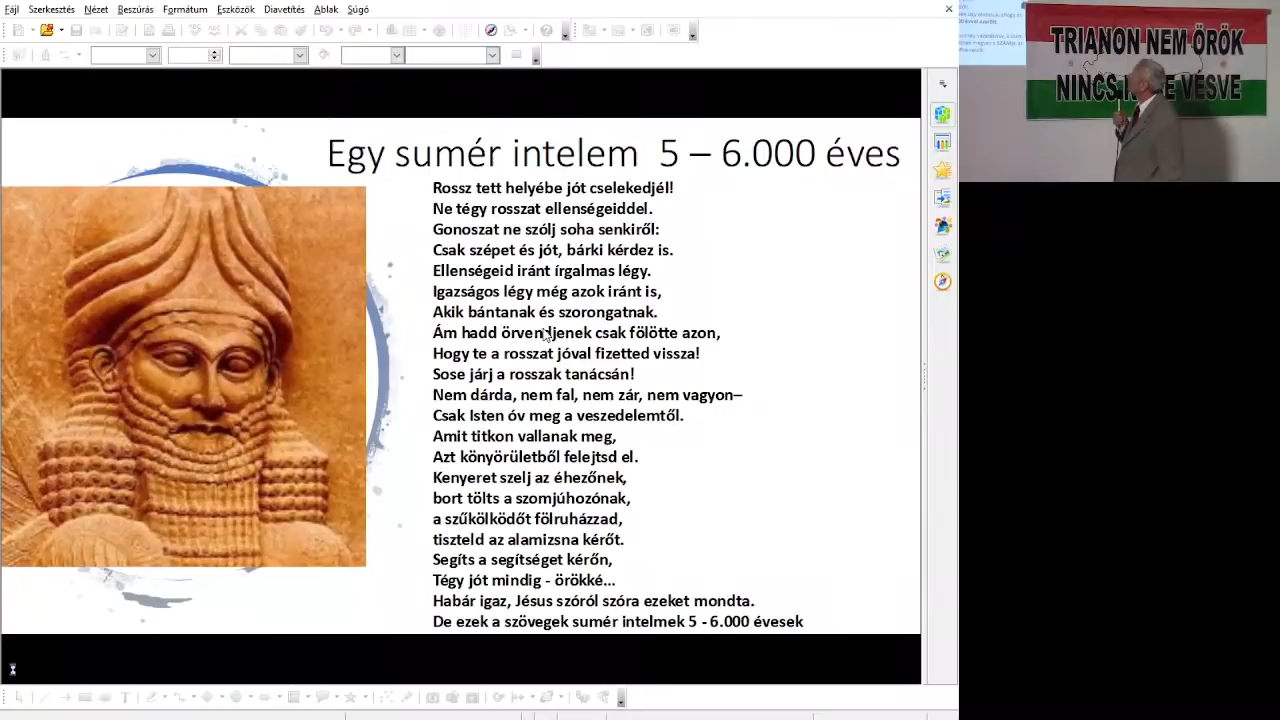 Fájl Szerkesztés Nézet Beszúrás Formátum Eszközök Diavetítés Ablak Súgó
TRIANON NEM ÖRÖK
NINCS E VÉSVE
Egy sumér intelem 5 – 6.000 éves
Rossz tett helyébe jót cselekedjél!
Ne tégy rosszat ellenségeiddel.
Gonoszat ne szólj soha senkiről:
Csak szépet és jót, bárki kérdez is.
Ellenségeid iránt írgalmas légy.
Igazságos légy még azok iránt is,
Akik bántanak és szorongatnak.
Ám hadd örvendjenek csak fölötte azon,
Hogy te a rosszat jóval fizetted vissza!
Sose járj a rosszak tanácsán!
Nem dárda, nem fal, nem zár, nem vagyon–
Csak Isten óv meg a veszedelemtől.
Amit titkon vallanak meg,
Azt könyörületből felejtsd el.
Kenyeret szelj az éhezőnek,
bort tölts a szomjúhozónak,
a szűkölködőt fölruházzad,
tiszteld az alamizsna kérőt.
Segíts a segítséget kérőn,
Tégy jót mindig - örökké...
Habár igaz, Jésus szóról szóra ezeket mondta.
De ezek a szövegek sumér intelmek 5 - 6.000 évesek